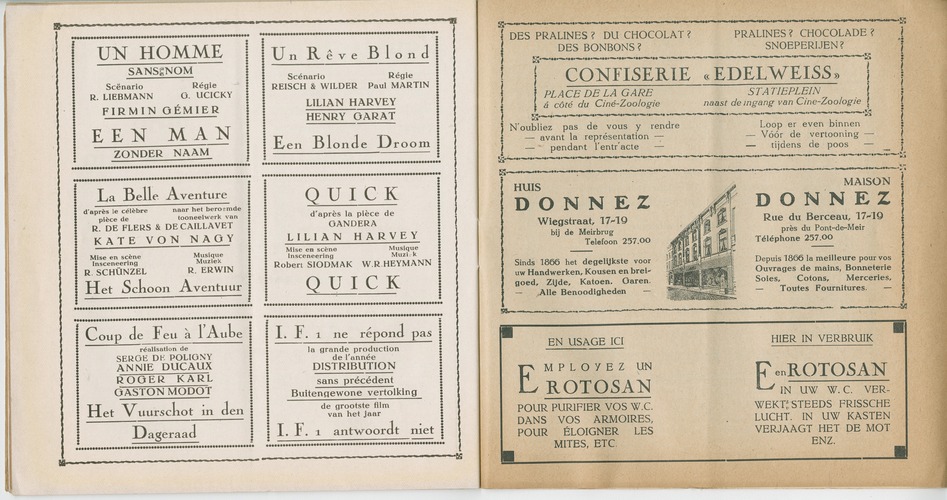 UN HOMME
SANS NOM
Scénario
R. LIEBMANN
Régie
G. UCICKY
FIRMIN GÉMIER
EEN MAN
ZONDER NAAM
Un Rêve Blond
Scénario
REISCH & WILDER
Régie
Paul MARTIN
LILIAN HARVEY
HENRY GARAT
Een Blonde Droom
La Belle Aventure
d'après le célèbre
pièce de
naar het beroemde
tooneelwerk van
R. DE FLERS & DE CAILLAVET
KATE VON NAGY
Mise en scène
Insceneering
R. SCHÜNZEL
Musique
Muziek
R. ERWIN
Het Schoon Aventuur
QUICK
d'après la pièce de
GANDERA
LILIAN HARVEY
Mise en scène
Insceneering
Robert SIODMAK
Musique
Muziek
W.R HEYMANN
QUICK
Coup de Feu à l'Aube
réalisation de
SERGE DE POLIGNY
ANNIE DUCAUX
ROGER KARL
GASTON MODOT
Het Vuurschot in den
Dageraad
I. F. 1 ne répond pas
la grande production
de l'année
DISTRIBUTION
sans précédent
Buitengewone vertolking
de grootste film
van het jaar
I. F. 1 antwoordt niet
DES PRALINES ? DU CHOCOLAT ?
DES BONBONS ?
PRALINES ? CHOCOLADE ?
SNOEPERIJEN ?
CONFISERIE « EDELWEISS »
PLACE DE LA GARE
à côté du Ciné-Zoologie
STATIEPLEIN
naast de ingang van Cine-Zoologie
N'oubliez pas de vous y rendre
— avant la représentation —
— pendant l'entr'acte —
Loop er even binnen
— Vóór de vertooning —
— tijdens de poos —
HUIS
DONNEZ
Wiegstraat, 17-19
bij de Meirbrug
Telefoon 257,00
Sinds 1866 het degelijkste voor
uw Handwerken, Kousen en brei-
goed, Zijde, Katoen. Garen.
— Alle Benoodigheden —
MAISON
DONNEZ
Rue du Berceau, 17-19
près du Pont-de-Meir
Téléphone 257,00
Depuis 1866 la meilleure pour vos
Ouvrages de mains, Bonneterie
Soies, Cotons, Merceries,
— Toutes Fournitures. —
EN USAGE ICI
EMPLOYEZ UN
ROTOSAN
POUR PURIFIER VOS W.C.
DANS VOS ARMOIRES,
POUR ÉLOIGNER LES
MITES, ETC
HIER IN VERBRUIK
Een ROTOSAN
IN UW W.C. VER-
WEKT STEEDS FRISSCHE
LUCHT. IN UW KASTEN
VERJAAGT HET DE MOT
ENZ.